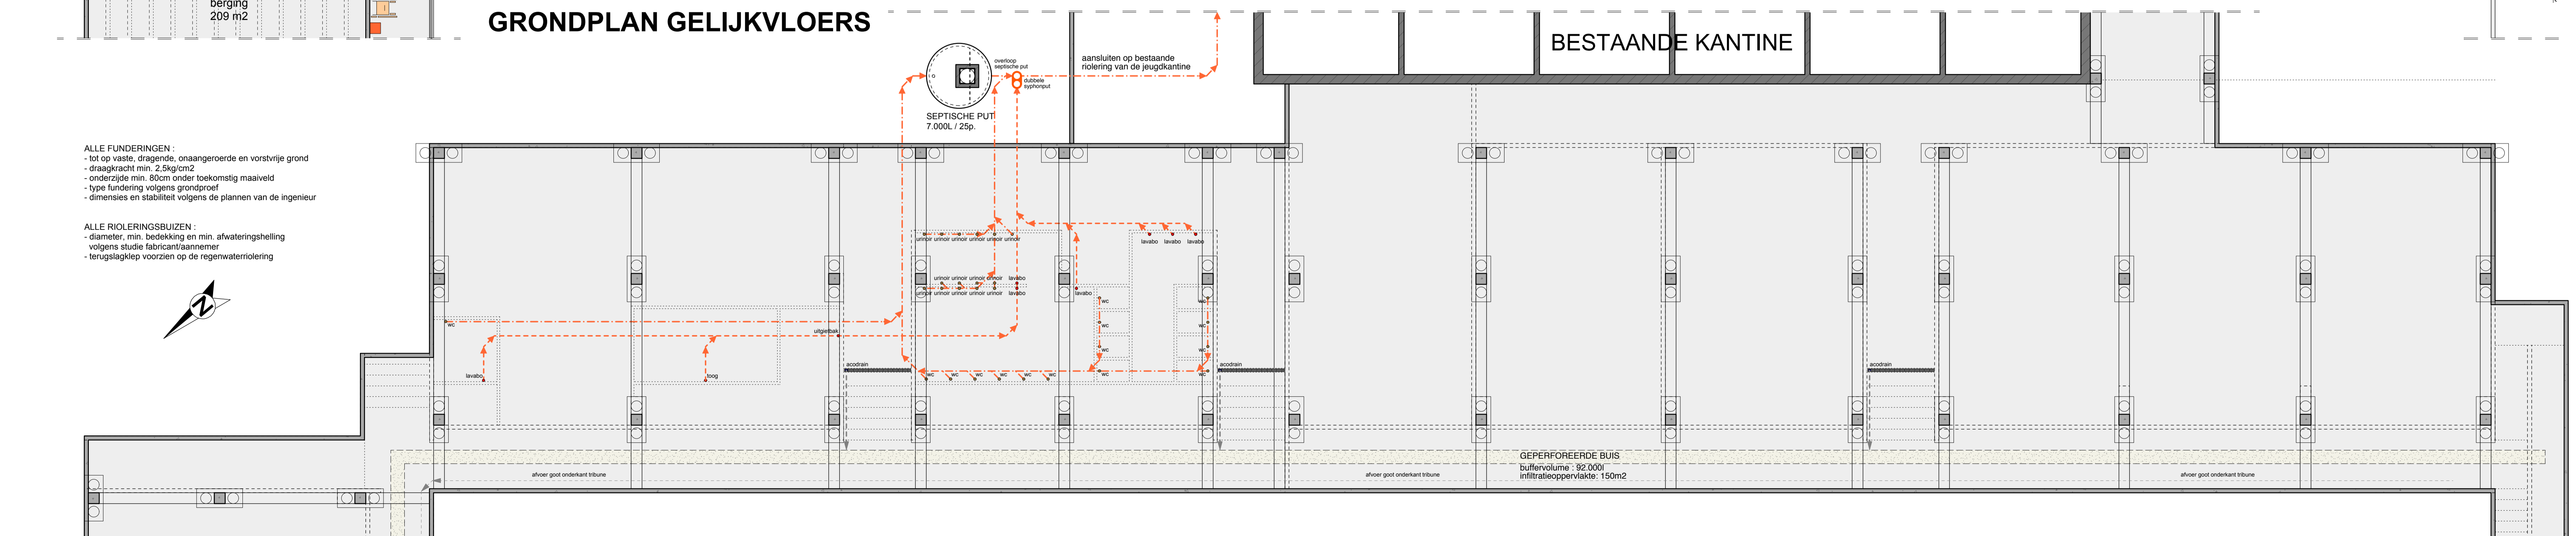 berging
209 m2
GRONDPLAN GELIJKVLOERS
BESTAANDE KANTINE
overloop
septische put
dubbele
syphonput
aansluiten op bestaande
riolering van de jeugdkantine
SEPTISCHE PUT
7.000L / 25p.
ALLE FUNDERINGEN :
- tot op vaste, dragende, onaangeroerde en vorstvrije grond
- draagkracht min. 2,5kg/cm2
- onderzijde min. 80cm onder toekomstig maaiveld
- type fundering volgens grondproef
- dimensies en stabiliteit volgens de plannen van de ingenieur
ALLE RIOLERINGSBUIZEN :
- diameter, min. bedekking en min. afwateringshelling
volgens studie fabricant/aannemer
- terugslagklep voorzien op de regenwaterriolering
N
urinoir urinoir urinoir urinoir urinoir urinoir
lavabo lavabo lavabo
urinoir urinoir urinoir urinoir lavabo
urinoir urinoir urinoir urinoir urinoir lavabo
lavabo
wc
wc
wc
wc
wc
wc
wc
wc
wc
uitgietbak
lavabo
toog
acodrain
wc wc wc wc wc wc
acodrain
acodrain
GEPERFOREERDE BUIS
buffervolume : 92.000l
infiltratieoppervlakte: 150m2
afvoer goot onderkant tribune
afvoer goot onderkant tribune
afvoer goot onderkant tribune